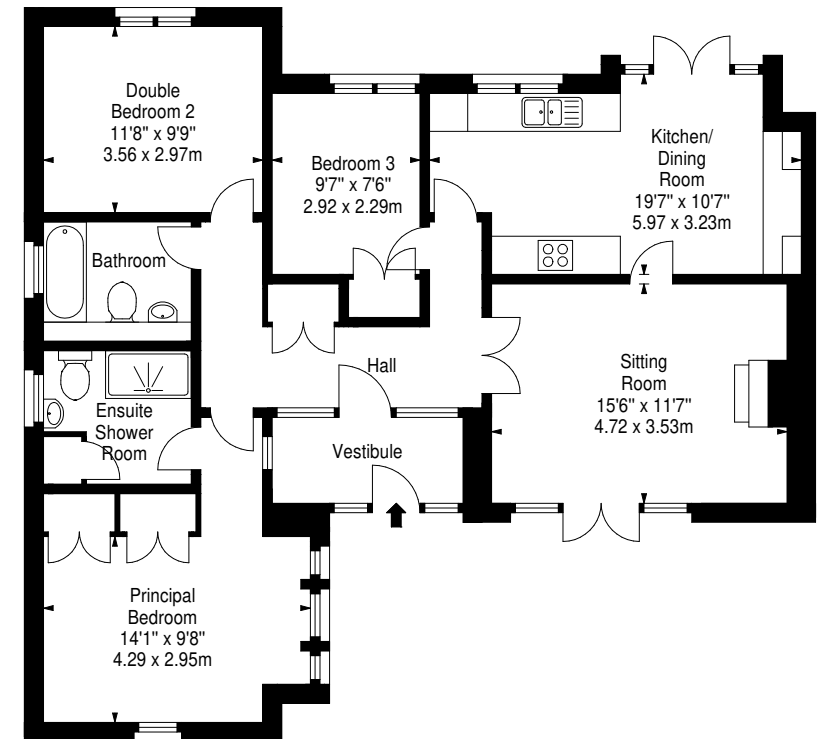 Double
Bedroom 2
11'8" x 9'9"
3.56 x 2.97m
Bedroom 3
9'7" x 7'6"
2.92 x 2.29m
Kitchen/
Dining
Room
19'7" x 10'7"
5.97 x 3.23m
Bathroom
Hall
Sitting
Room
15'6" x 11'7"
4.72 x 3.53m
Ensuite
Shower
Room
Vestibule
Principal
Bedroom
14'1" x 9'8"
4.29 x 2.95m